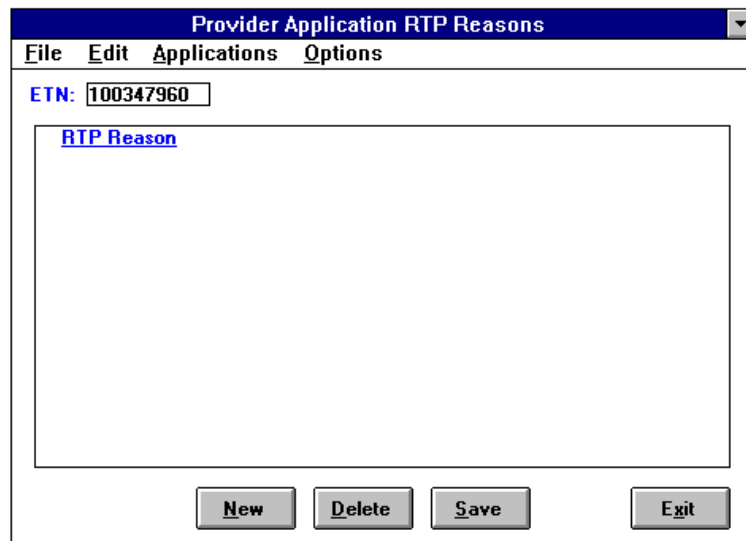 Provider Application RTP Reasons
File Edit Applications Options
ETN: 100347960
RTP Reason
New Delete Save Exit